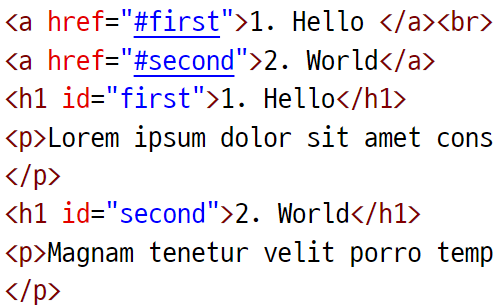 <a href="#first">1. Hello </a><br>
<a href="#second">2. World</a>
<h1 id="first">1. Hello</h1>
<p>Lorem ipsum dolor sit amet cons
</p>
<h1 id="second">2. World</h1>
<p>Magnam tenetur velit porro temp
</p>